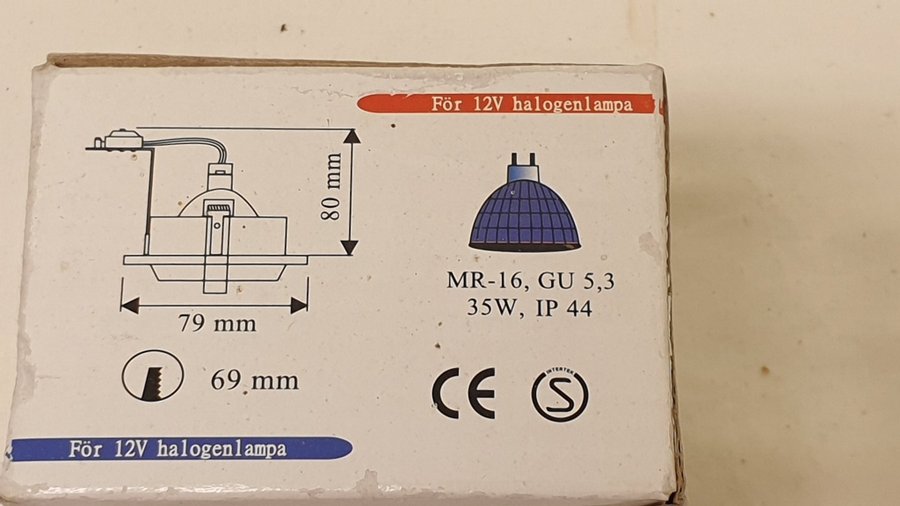 För 12V halogenlampa
80 mm
MR-16, GU 5,3
35W, IP 44
79 mm
69 mm
CE
INTERTEK
S
För 12V halogenlampa